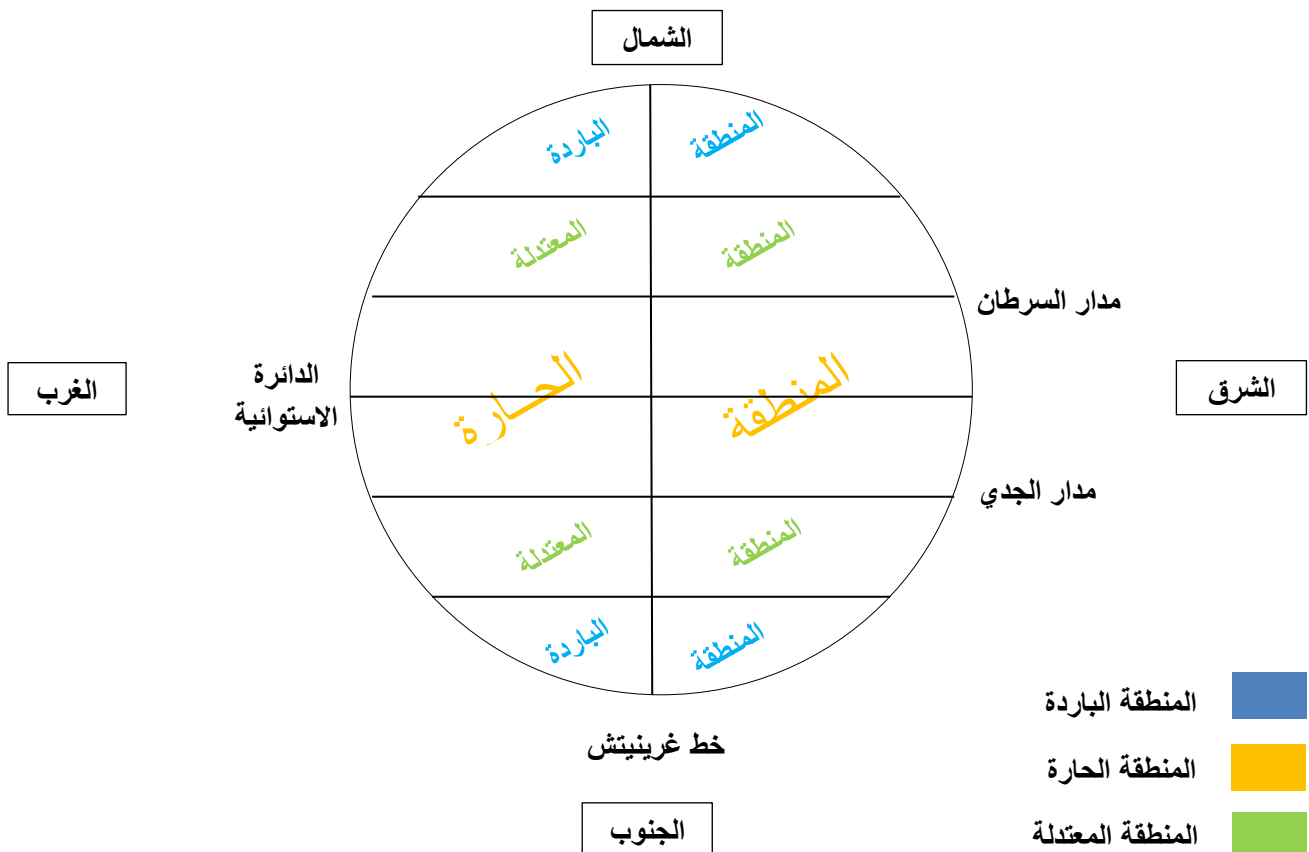 الشمال
المنطقة الباردة
المنطقة المعتدلة
مدار السرطان
المنطقة الحـــارة
الشرق
الدائرة
الاستوائية
الغرب
مدار الجدي
المنطقة المعتدلة
المنطقة الباردة
خط غرينيتش
الجنوب
المنطقة الباردة
المنطقة الحارة
المنطقة المعتدلة